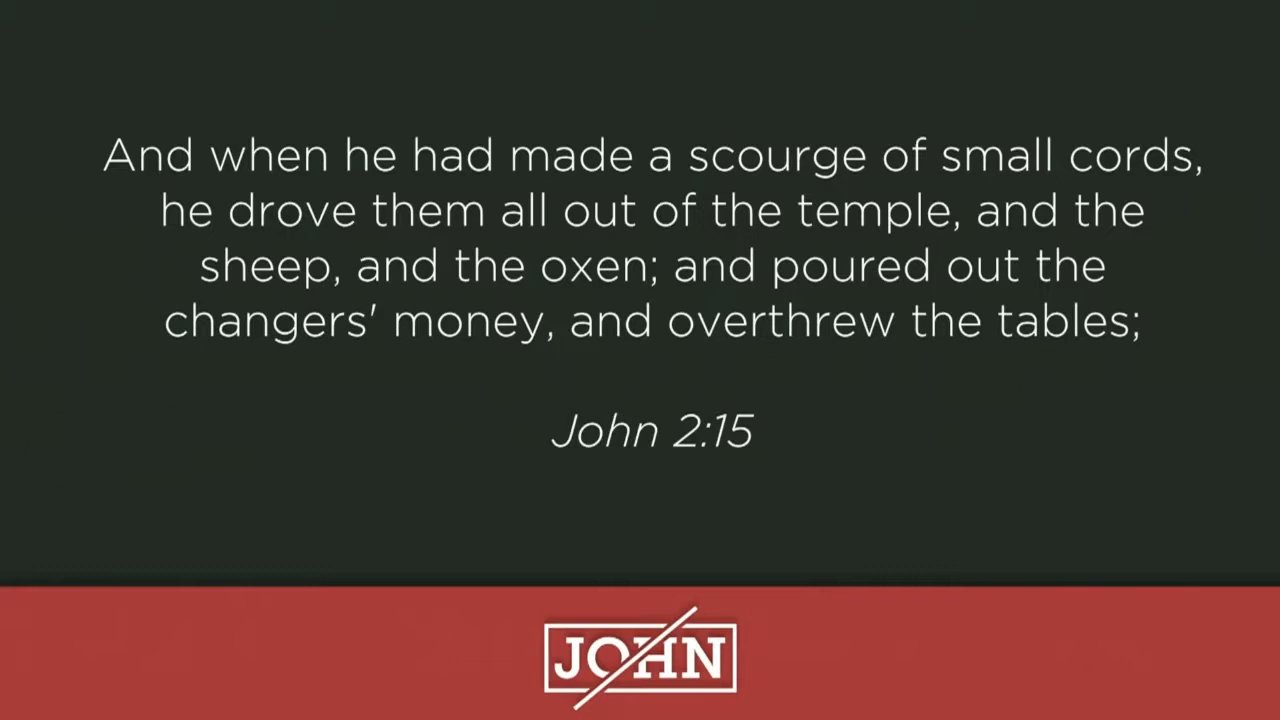 And when he had made a scourge of small cords,
he drove them all out of the temple, and the
sheep, and the oxen; and poured out the
changers' money, and overthrew the tables;
John 2:15
JOHN